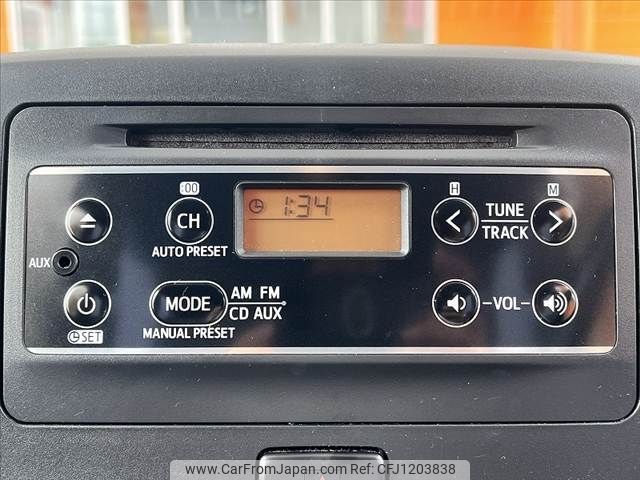 :00
H
M
1:34
CH
TUNE
TRACK
AUTO PRESET
AUX
MODE
AM FM
CD AUX
VOL
SET
MANUAL PRESET
www.CarFromJapan.com CFJ1203838